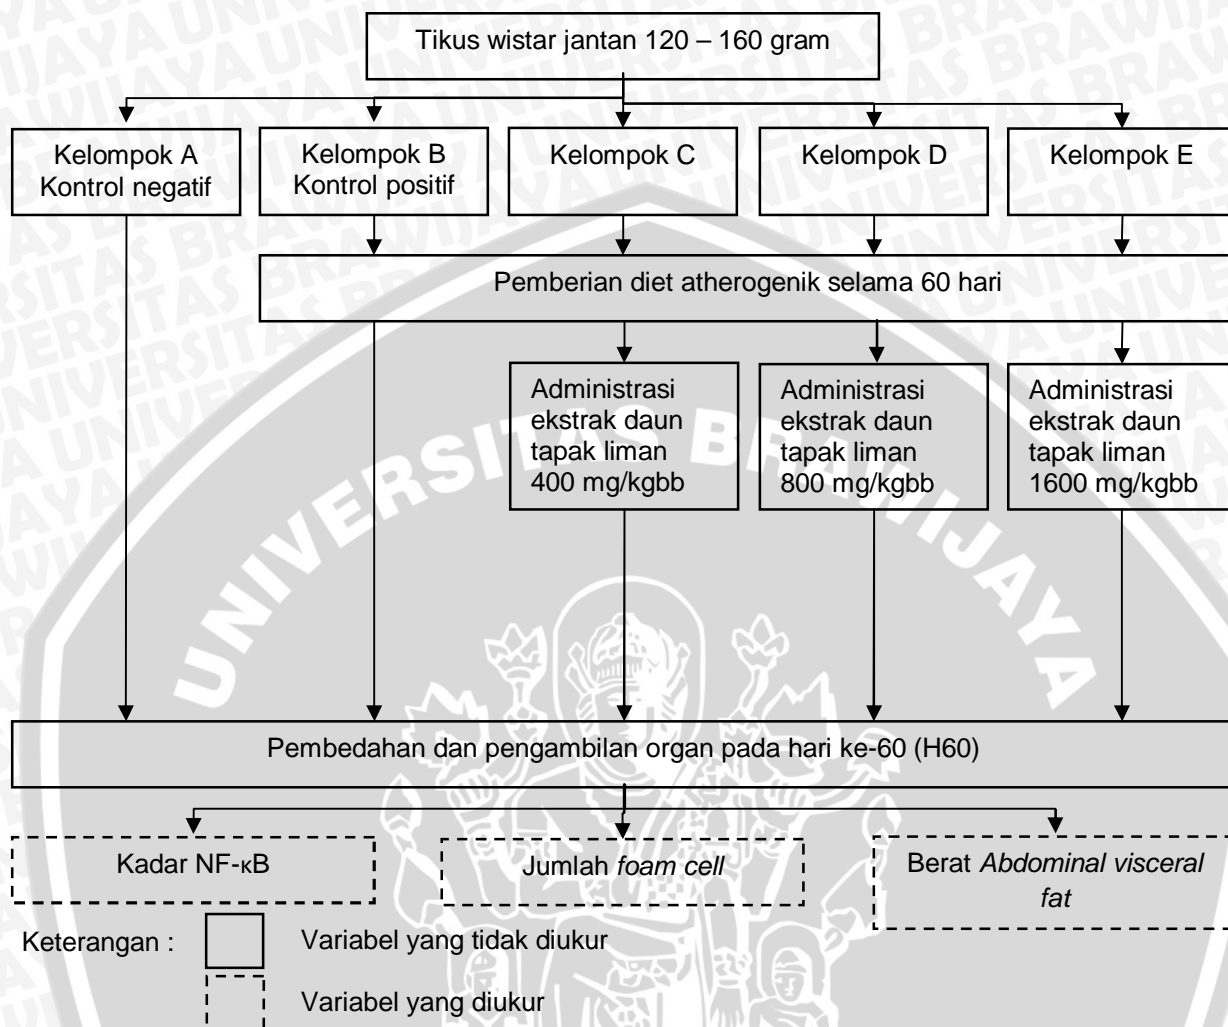 Tikus wistar jantan 120 – 160 gram
Kelompok A
Kontrol negatif
Kelompok B
Kontrol positif
Kelompok C
Kelompok D
Kelompok E
Pemberian diet atherogenik selama 60 hari
Administrasi
ekstrak daun
tapak liman
400 mg/kgbb
Administrasi
ekstrak daun
tapak liman
800 mg/kgbb
Administrasi
ekstrak daun
tapak liman
1600 mg/kgbb
UNIVERSITAS BRAWIJAYA
Pembedahan dan pengambilan organ pada hari ke-60 (H60)
Kadar NF-κB
Jumlah foam cell
Berat Abdominal visceral
fat
Keterangan :
Variabel yang tidak diukur
Variabel yang diukur